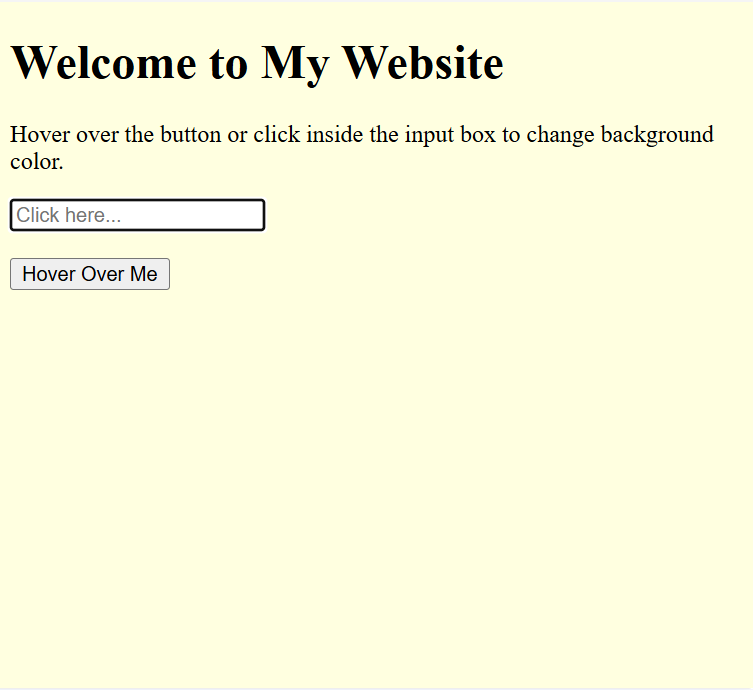 Welcome to My Website
Hover over the button or click inside the input box to change background
color.
Click here...
Hover Over Me